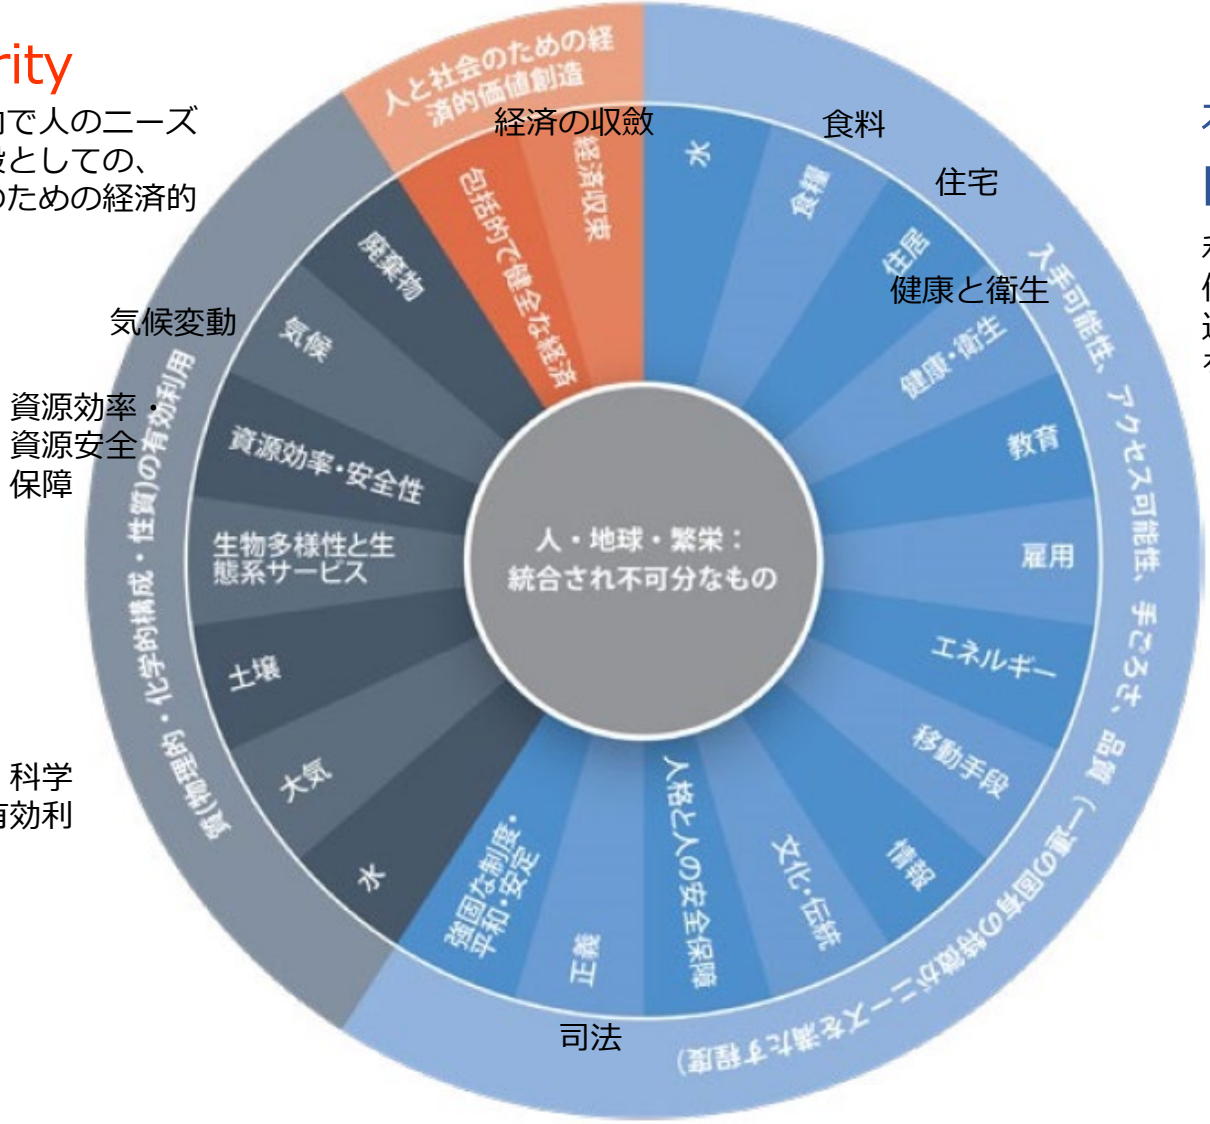 rity
で人のニーズ
としての、
のための経済的
人と社会のための経
済的価値創造
経済の収斂
食料
住宅
健康と衛生
気候変動
資源効率・
資源安全
保障
科学
有効利
司法
包括的で健全な経済
経済収束
水
食糧
住居
健康・衛生
教育
雇用
エネルギー
移動手段
情報
文化・伝統
人格と人の安全保障
正義
強固な制度・
平和・安定
水
大気
土壌
生物多様性と生
態系サービス
資源効率・安全性
気候
廃棄物
人・地球・繁栄：
統合され不可分なもの
入手可能性、アクセス可能性、手ごろさ、品質（一連の固有の特徴がニーズを満たす程度)
質(物理的・化学的構成・性質)の有効利用